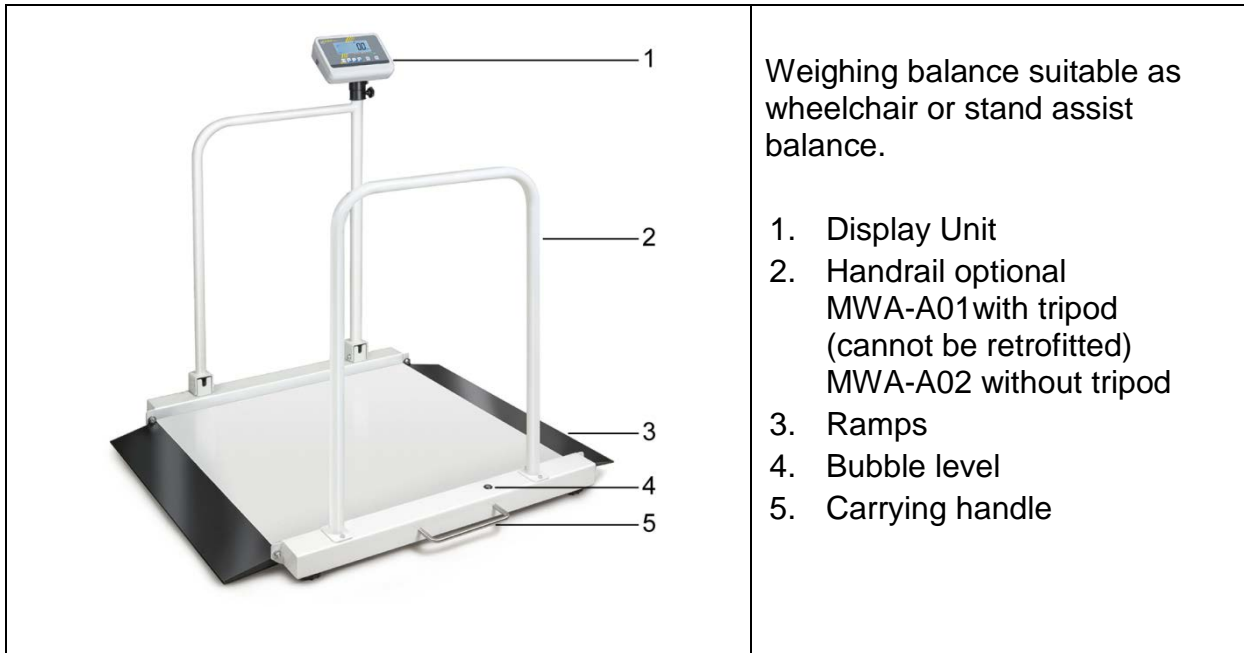 1
2
3
4
5
0.0
Weighing balance suitable as
wheelchair or stand assist
balance.
1. Display Unit
2. Handrail optional
MWA-A01with tripod
(cannot be retrofitted)
MWA-A02 without tripod
3. Ramps
4. Bubble level
5. Carrying handle